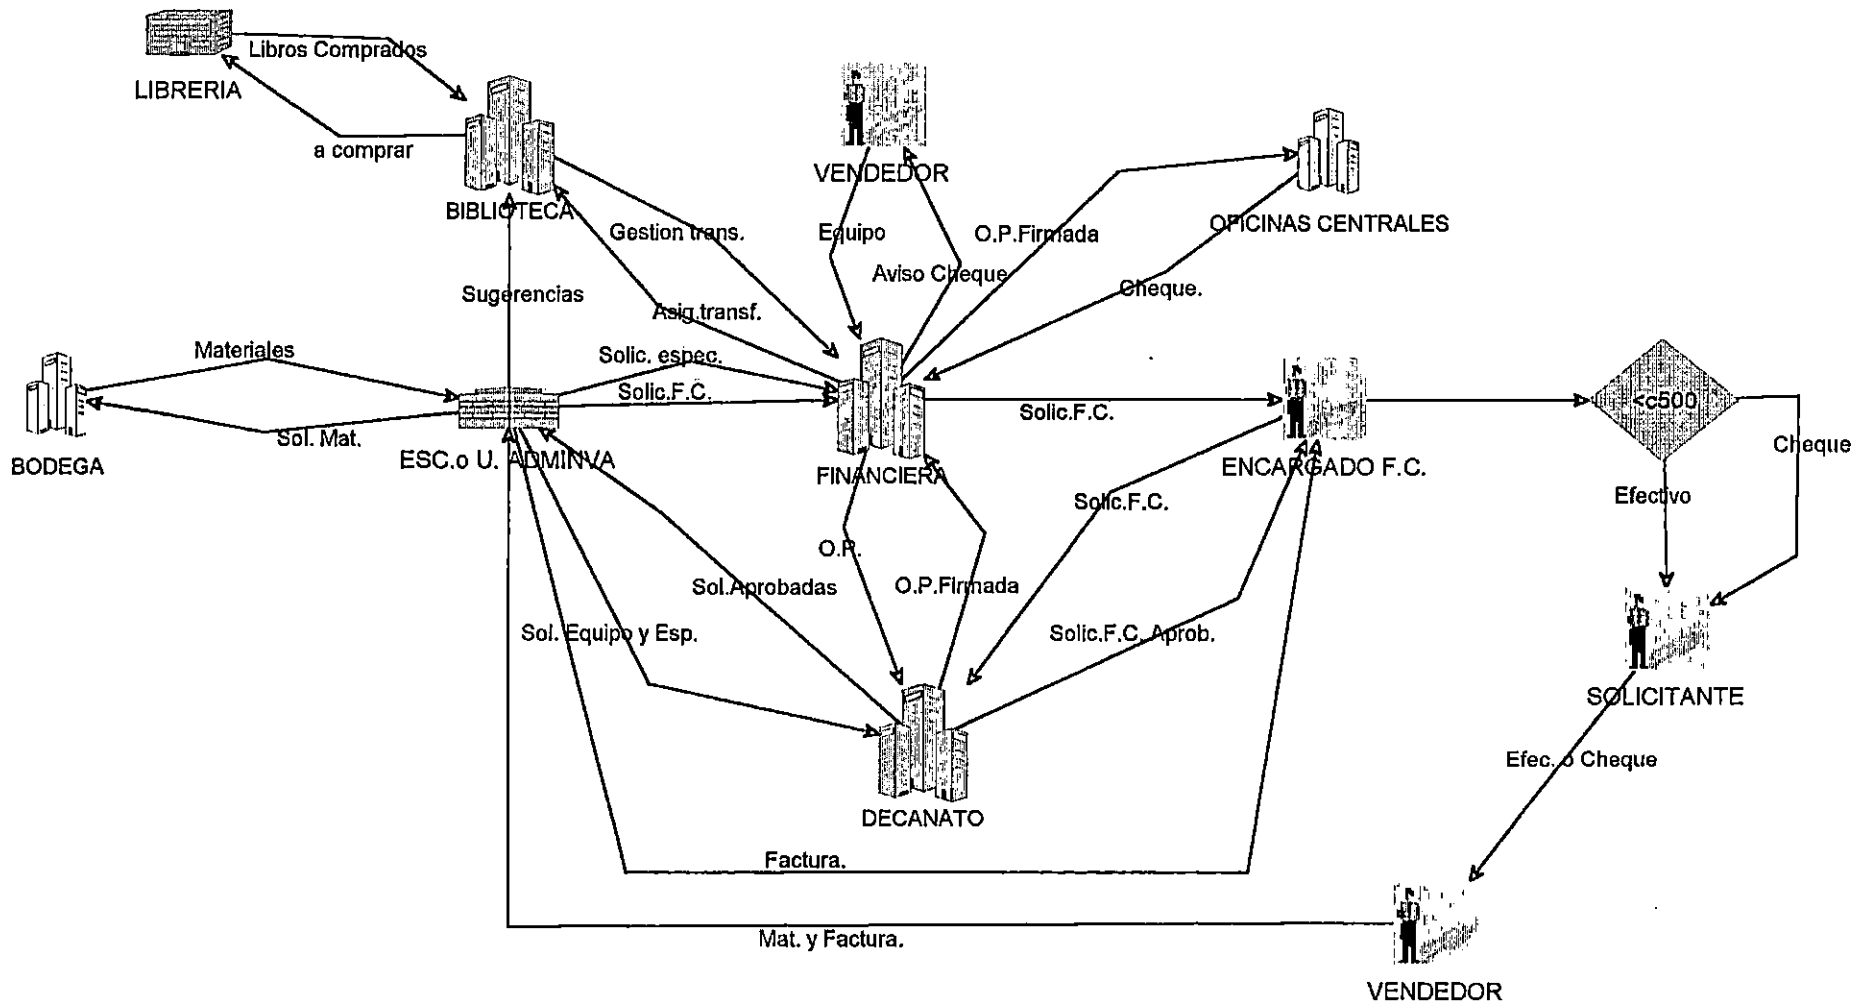 Libros Comprados
LIBRERIA
a comprar
VENDEDOR
BIBLIOTECA
OFICINAS CENTRALES
Gestion trans.
Equipo
O.P.Firmada
Aviso Cheque
Cheque.
Sugerencias
Asig.transf.
Materiales
Solic. espec.
Solic.F.C.
Solic.F.C.
<c500
Sol. Mat.
Cheque
BODEGA
ESC.o U. ADMINVA
FINANCIERA
ENCARGADO F.C.
Efectivo
Solic.F.C.
O.P.
Sol.Aprobadas
O.P.Firmada
Sol. Equipo y Esp.
Solic.F.C. Aprob.
SOLICITANTE
Efec. o Cheque
DECANATO
Factura.
Mat. y Factura.
VENDEDOR